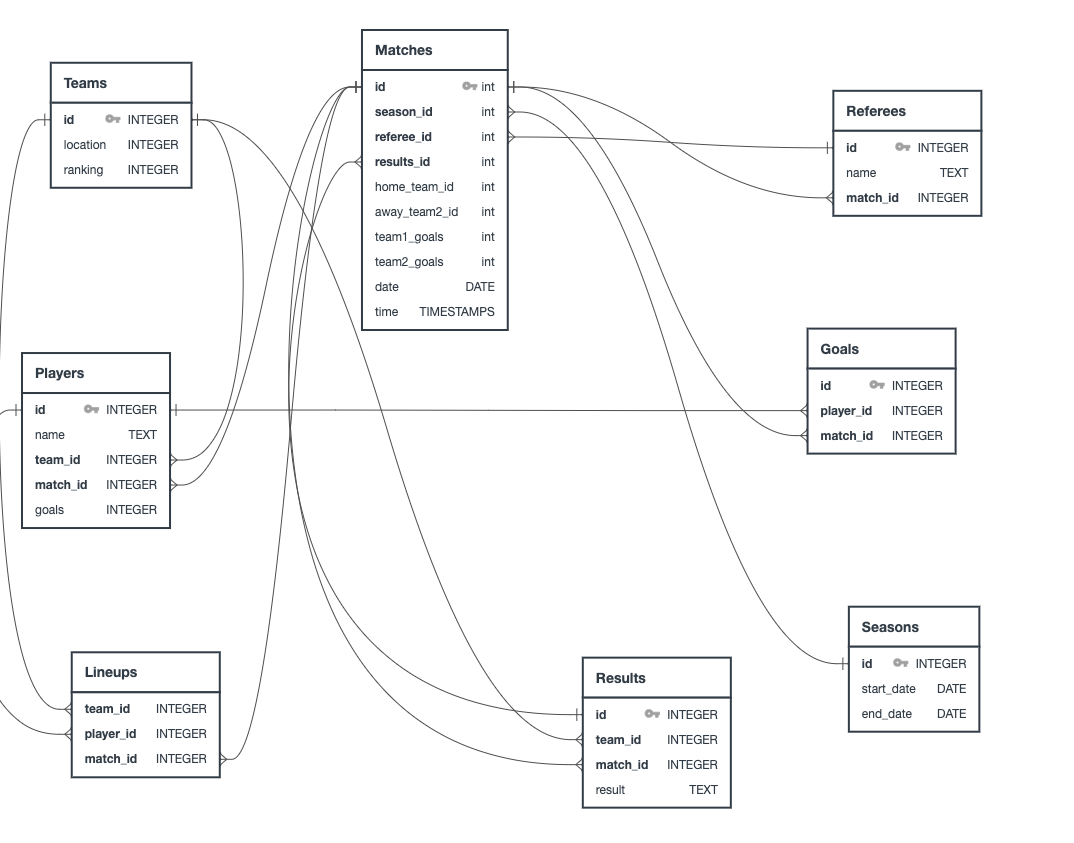 Matches
id int
season_id int
referee_id int
results_id int
home_team_id int
away_team2_id int
team1_goals int
team2_goals int
date DATE
time TIMESTAMPS
Teams
id INTEGER
location INTEGER
ranking INTEGER
Referees
id INTEGER
name TEXT
match_id INTEGER
Players
id INTEGER
name TEXT
team_id INTEGER
match_id INTEGER
goals INTEGER
Goals
id INTEGER
player_id INTEGER
match_id INTEGER
Lineups
team_id INTEGER
player_id INTEGER
match_id INTEGER
Results
id INTEGER
team_id INTEGER
match_id INTEGER
result TEXT
Seasons
id INTEGER
start_date DATE
end_date DATE